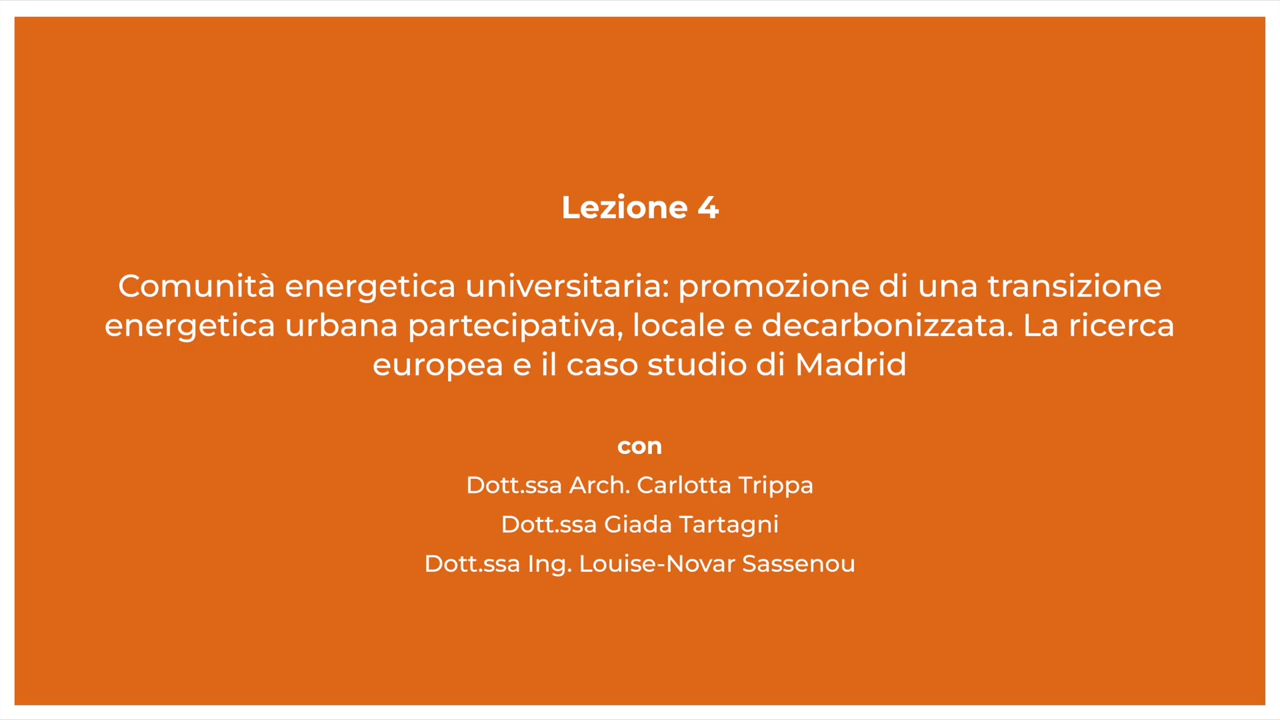 Lezione 4
Comunità energetica universitaria: promozione di una transizione
energetica urbana partecipativa, locale e decarbonizzata. La ricerca
europea e il caso studio di Madrid
con
Dott.ssa Arch. Carlotta Trippa
Dott.ssa Giada Tartagni
Dott.ssa Ing. Louise-Novar Sassenou